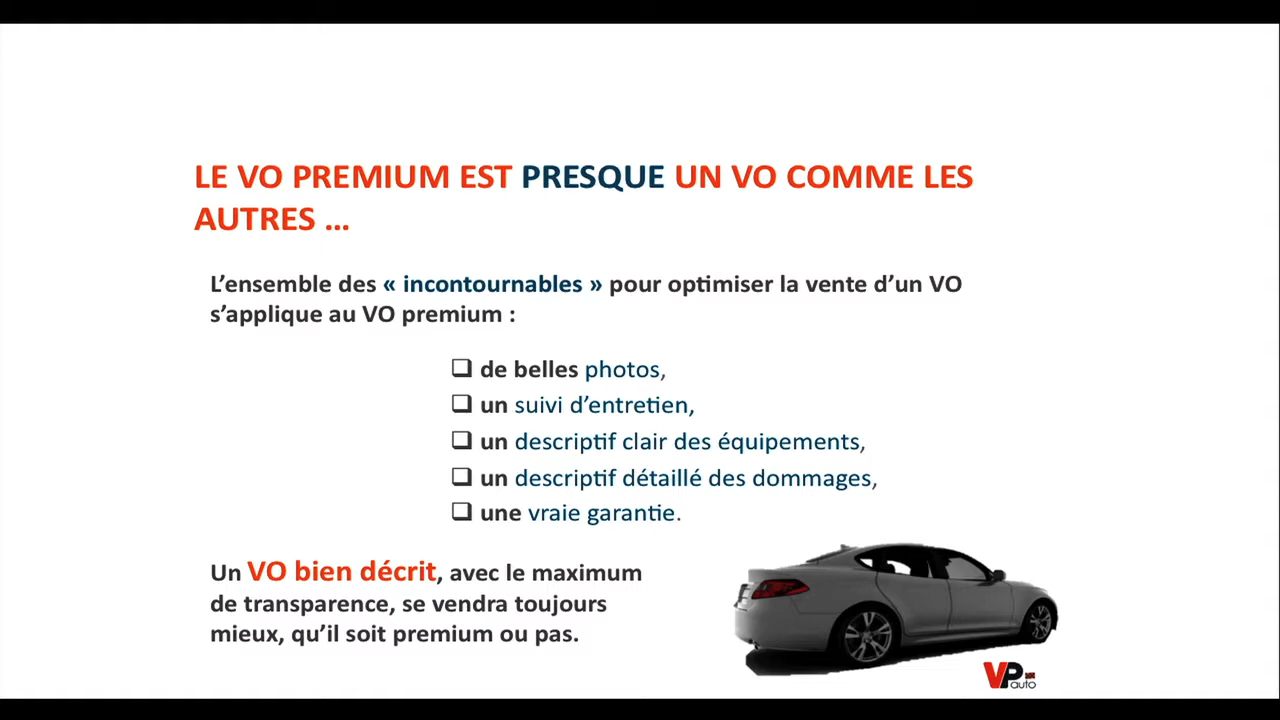 LE VO PREMIUM EST PRESQUE UN VO COMME LES
AUTRES ...
L’ensemble des « incontournables » pour optimiser la vente d’un VO
s’applique au VO premium :
❑ de belles photos,
❑ un suivi d’entretien,
❑ un descriptif clair des équipements,
❑ un descriptif détaillé des dommages,
❑ une vraie garantie.
Un VO bien décrit, avec le maximum
de transparence, se vendra toujours
mieux, qu’il soit premium ou pas.
VP
auto